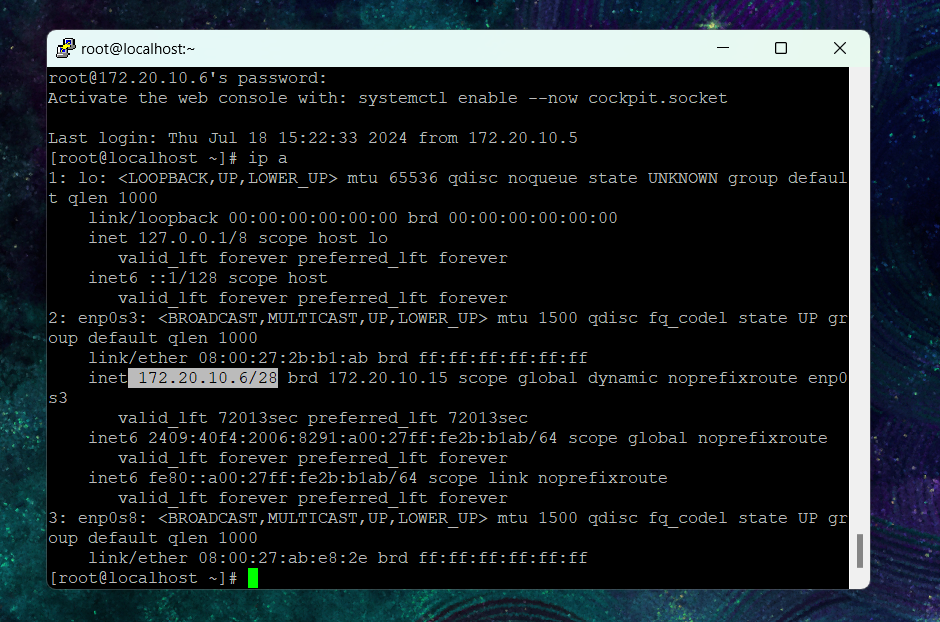 root@localhost:~
root@172.20.10.6's password:
Activate the web console with: systemctl enable --now cockpit.socket
Last login: Thu Jul 18 15:22:33 2024 from 172.20.10.5
[root@localhost ~]# ip a
1: lo: <LOOPBACK,UP,LOWER_UP> mtu 65536 qdisc noqueue state UNKNOWN group defaul
t qlen 1000
    link/loopback 00:00:00:00:00:00 brd 00:00:00:00:00:00
    inet 127.0.0.1/8 scope host lo
       valid_lft forever preferred_lft forever
    inet6 ::1/128 scope host
       valid_lft forever preferred_lft forever
2: enp0s3: <BROADCAST,MULTICAST,UP,LOWER_UP> mtu 1500 qdisc fq_codel state UP gr
oup default qlen 1000
    link/ether 08:00:27:2b:b1:ab brd ff:ff:ff:ff:ff:ff
    inet 172.20.10.6/28 brd 172.20.10.15 scope global dynamic noprefixroute enp0
s3
       valid_lft 72013sec preferred_lft 72013sec
    inet6 2409:40f4:2006:8291:a00:27ff:fe2b:b1ab/64 scope global noprefixroute
       valid_lft forever preferred_lft forever
    inet6 fe80::a00:27ff:fe2b:b1ab/64 scope link noprefixroute
       valid_lft forever preferred_lft forever
3: enp0s8: <BROADCAST,MULTICAST,UP,LOWER_UP> mtu 1500 qdisc fq_codel state UP gr
oup default qlen 1000
    link/ether 08:00:27:ab:e8:2e brd ff:ff:ff:ff:ff:ff
[root@localhost ~]#